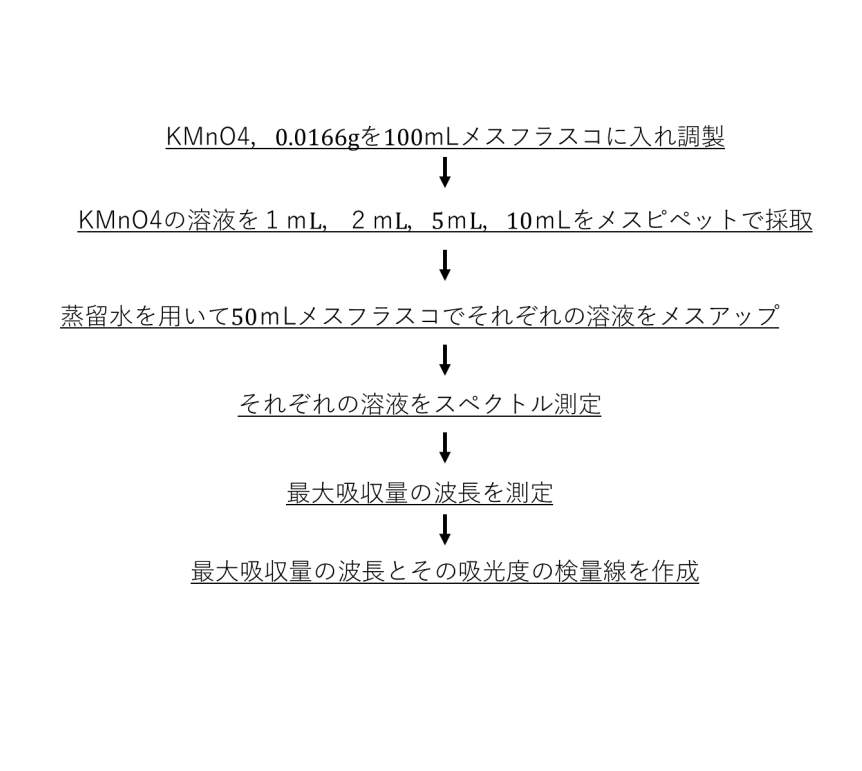 KMnO4， 0.0166gを100mLメスフラスコに入れ調製
KMnO4の溶液を１mL， ２mL， 5mL， 10mLをメスピペットで採取
蒸留水を用いて50mLメスフラスコでそれぞれの溶液をメスアップ
それぞれの溶液をスペクトル測定
最大吸収量の波長を測定
最大吸収量の波長とその吸光度の検量線を作成